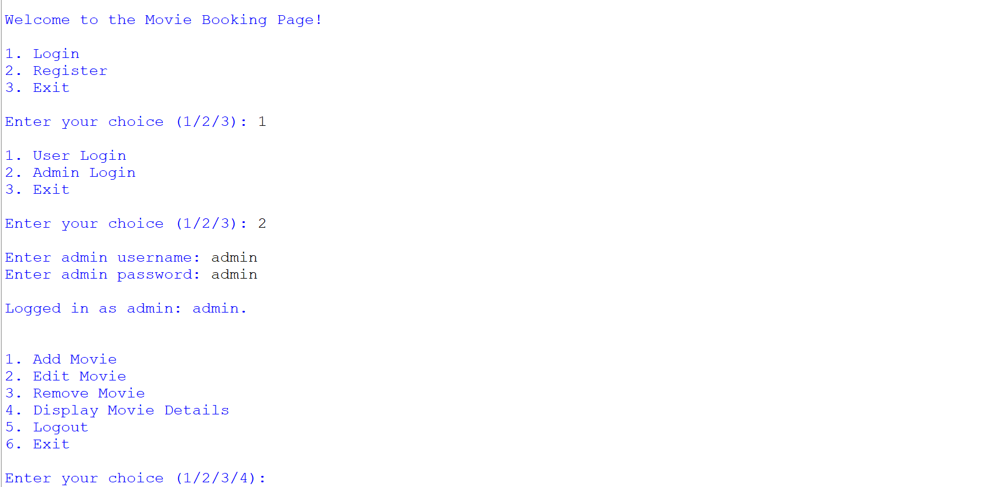 Welcome to the Movie Booking Page!
1. Login
2. Register
3. Exit
Enter your choice (1/2/3): 1
1. User Login
2. Admin Login
3. Exit
Enter your choice (1/2/3): 2
Enter admin username: admin
Enter admin password: admin
Logged in as admin: admin.
1. Add Movie
2. Edit Movie
3. Remove Movie
4. Display Movie Details
5. Logout
6. Exit
Enter your choice (1/2/3/4):